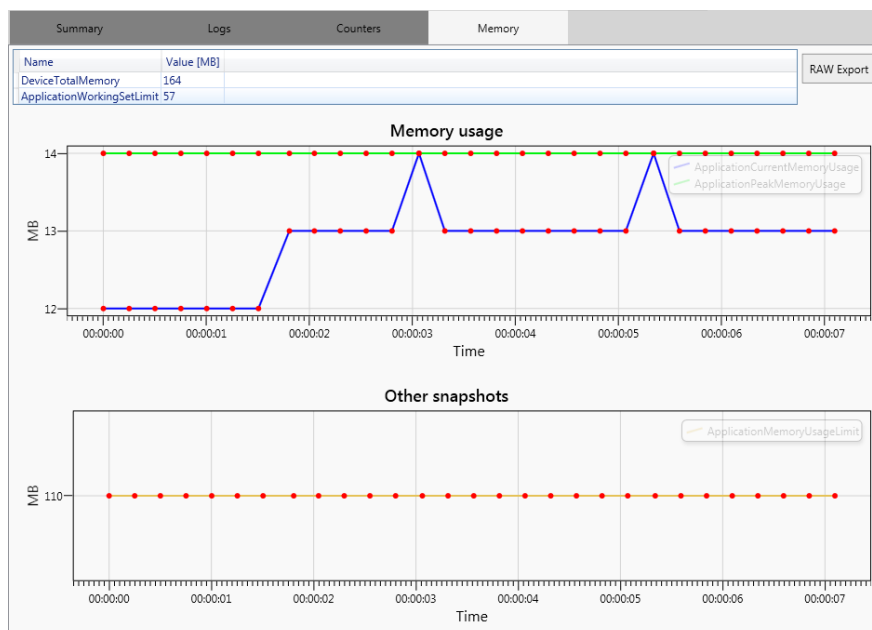 Summary Logs Counters Memory
Name Value [MB]
DeviceTotalMemory 164
ApplicationWorkingSetLimit 57
RAW Export
Memory usage
14
ApplicationCurrentMemoryUsage
ApplicationPeakMemoryUsage
13
MB
12
00:00:00 00:00:01 00:00:02 00:00:03 00:00:04 00:00:05 00:00:06 00:00:07
Time
Other snapshots
ApplicationMemoryUsageLimit
MB
110
00:00:00 00:00:01 00:00:02 00:00:03 00:00:04 00:00:05 00:00:06 00:00:07
Time